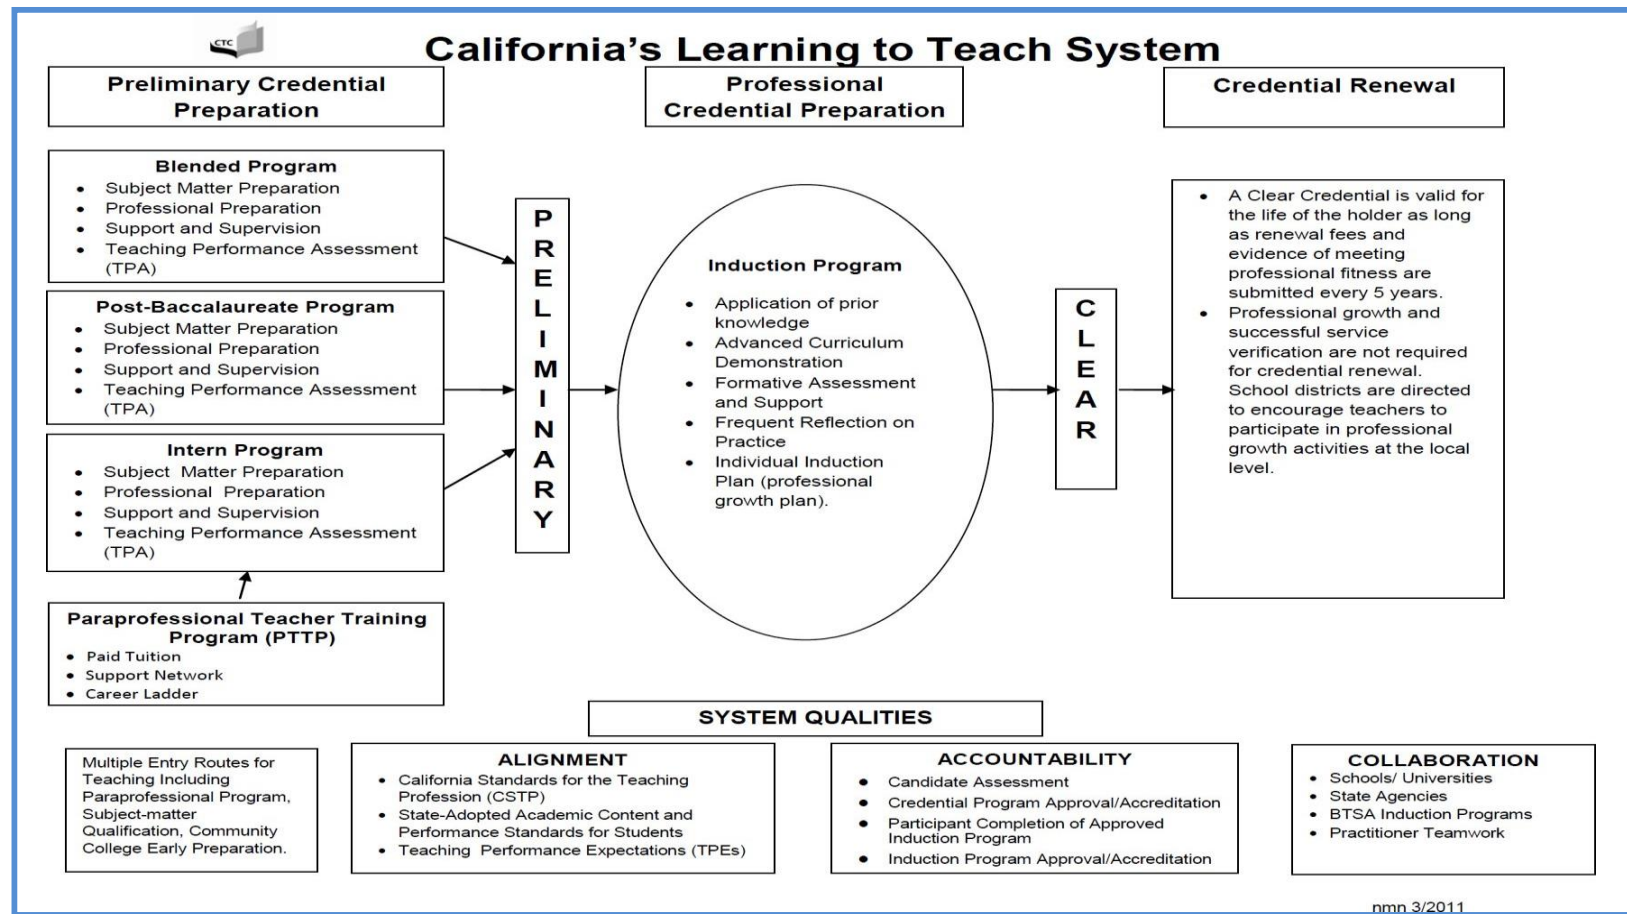 CTC
California's Learning to Teach System
Preliminary Credential
Preparation
Professional
Credential Preparation
Credential Renewal
Blended Program
• Subject Matter Preparation
• Professional Preparation
• Support and Supervision
• Teaching Performance Assessment
(TPA)
Post-Baccalaureate Program
• Subject Matter Preparation
• Professional Preparation
• Support and Supervision
• Teaching Performance Assessment
(TPA)
Intern Program
• Subject Matter Preparation
• Professional Preparation
• Support and Supervision
• Teaching Performance Assessment
(TPA)
Paraprofessional Teacher Training
Program (PTTP)
• Paid Tuition
• Support Network
• Career Ladder
PRELIMINARY
Induction Program
• Application of prior
knowledge
• Advanced Curriculum
Demonstration
• Formative Assessment
and Support
• Frequent Reflection on
Practice
• Individual Induction
Plan (professional
growth plan).
CLEAR
• A Clear Credential is valid for
the life of the holder as long
as renewal fees and
evidence of meeting
professional fitness are
submitted every 5 years.
• Professional growth and
successful service
verification are not required
for credential renewal.
School districts are directed
to encourage teachers to
participate in professional
growth activities at the local
level.
SYSTEM QUALITIES
Multiple Entry Routes for
Teaching Including
Paraprofessional Program,
Subject-matter
Qualification, Community
College Early Preparation.
ALIGNMENT
• California Standards for the Teaching
Profession (CSTP)
• State-Adopted Academic Content and
Performance Standards for Students
• Teaching Performance Expectations (TPEs)
ACCOUNTABILITY
• Candidate Assessment
• Credential Program Approval/Accreditation
• Participant Completion of Approved
Induction Program
• Induction Program Approval/Accreditation
COLLABORATION
• Schools/ Universities
• State Agencies
• BTSA Induction Programs
• Practitioner Teamwork
nmn 3/2011